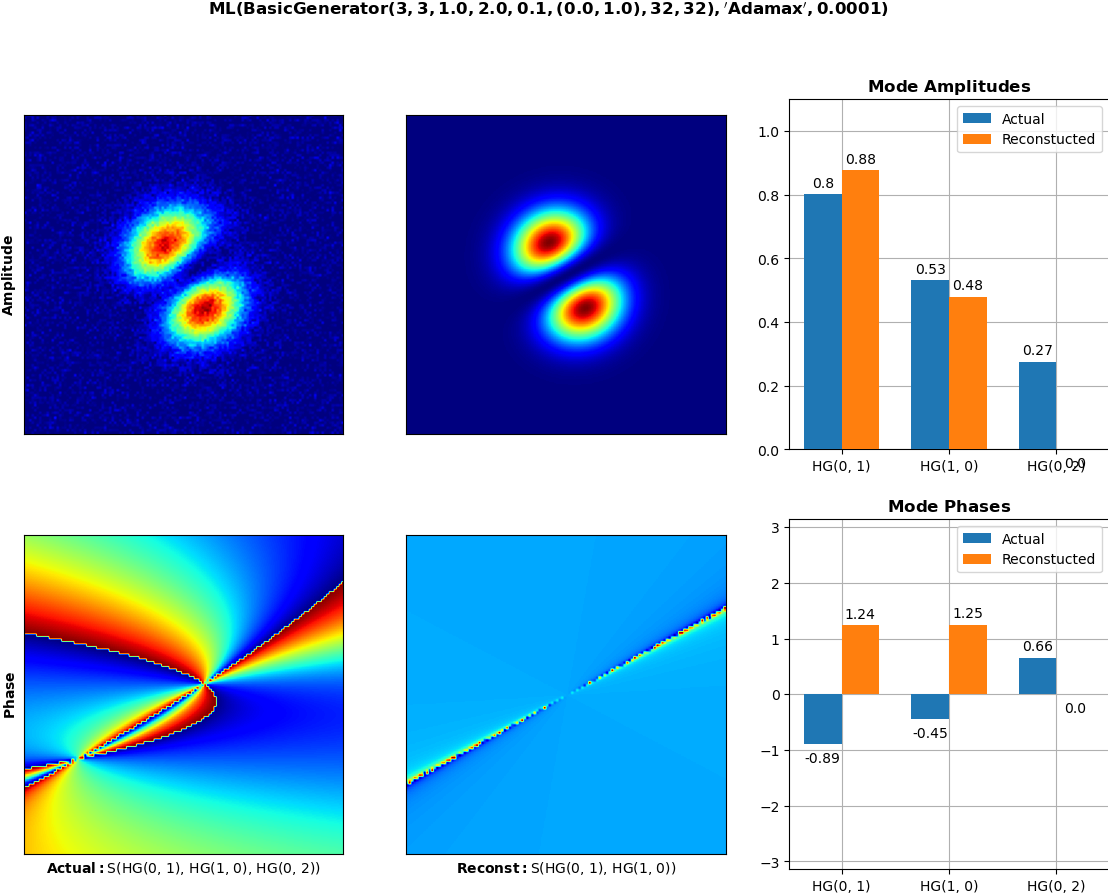 ML(BasicGenerator(3, 3, 1.0, 2.0, 0.1, (0.0, 1.0), 32, 32), ′Adamax′, 0.0001)
Amplitude
Mode Amplitudes
Actual
Reconstucted
1.0
0.8
0.6
0.4
0.2
0.0
0.8
0.88
0.53
0.48
0.27
0.0
HG(0, 1)
HG(1, 0)
HG(0, 2)
Phase
Actual: S(HG(0, 1), HG(1, 0), HG(0, 2))
Reconst: S(HG(0, 1), HG(1, 0))
Mode Phases
Actual
Reconstucted
3
2
1
0
−1
−2
−3
-0.89
1.24
-0.45
1.25
0.66
0.0
HG(0, 1)
HG(1, 0)
HG(0, 2)